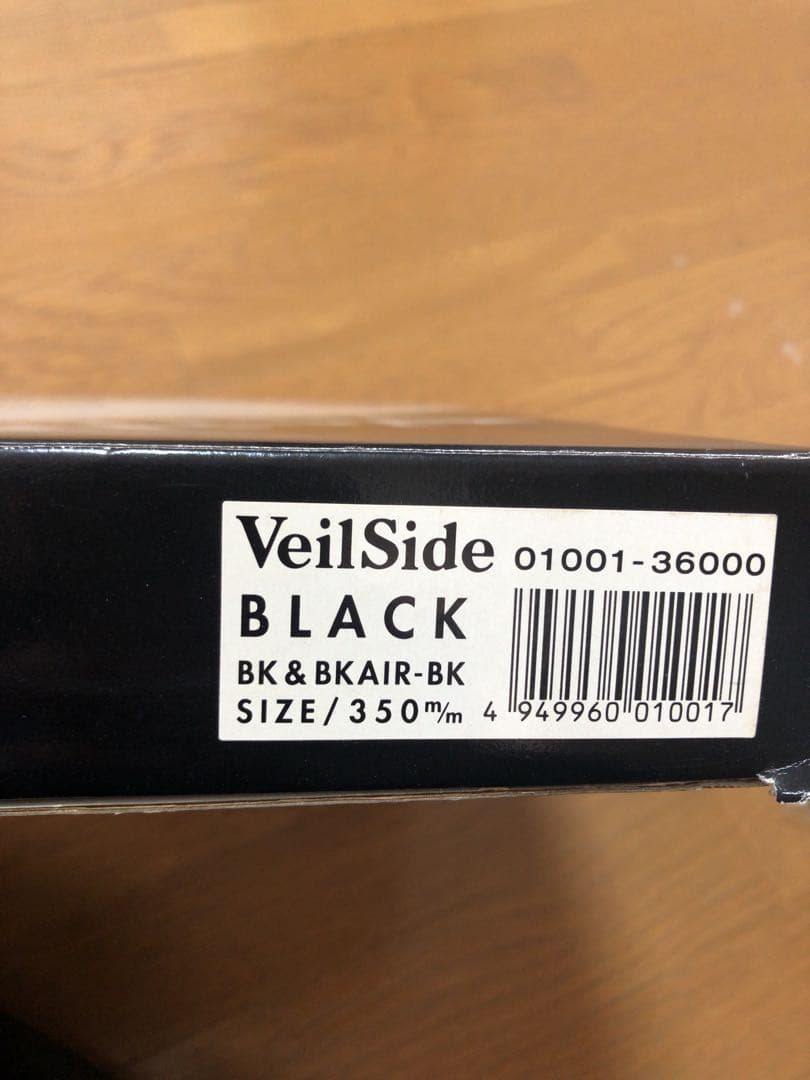 VeilSide 01001-36000
BLACK
BK & BKAIR-BK
SIZE/350m/m
4 949960 010017